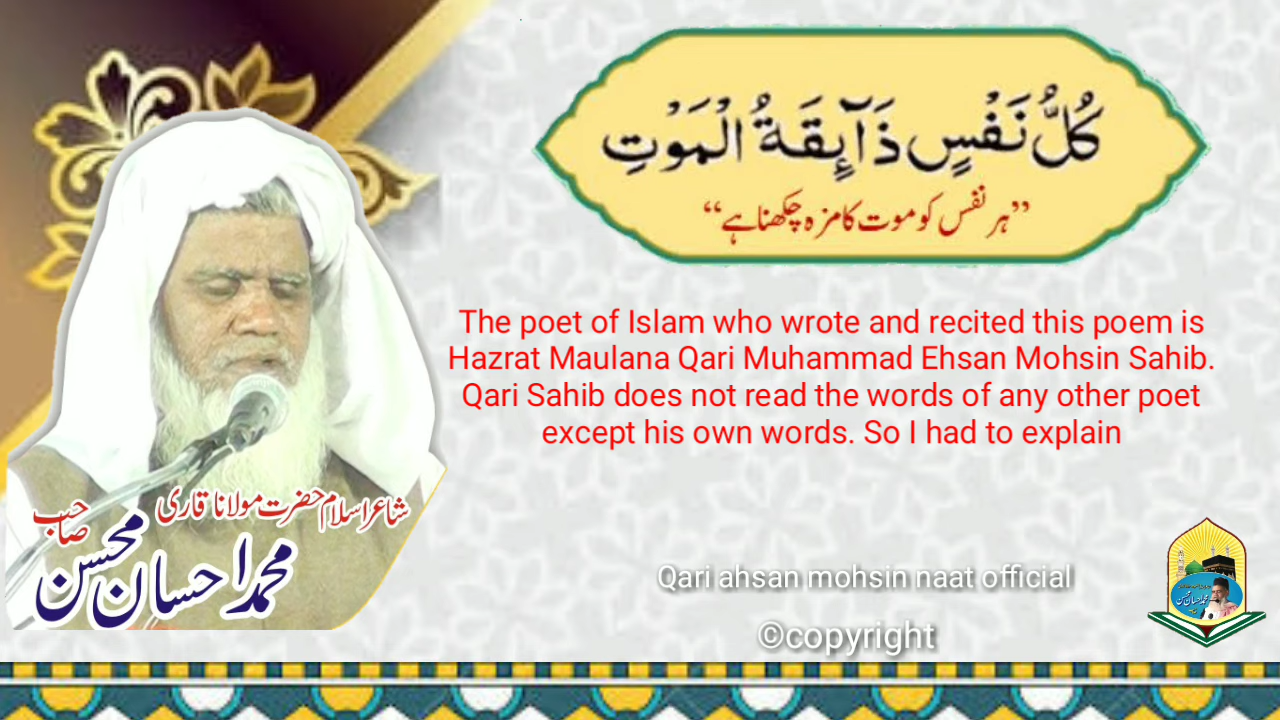 كُلُّ نَفْسٍ ذَآئِقَةُ الْمَوْتِ
”ہر نفس کو موت کا مزہ چکھنا ہے“
The poet of Islam who wrote and recited this poem is
Hazrat Maulana Qari Muhammad Ehsan Mohsin Sahib.
Qari Sahib does not read the words of any other poet
except his own words. So I had to explain
شاعر اسلام حضرت مولانا قاری
محمد احسان محسن صاحب
Qari ahsan mohsin naat official
©copyright
محمد احسان محسن